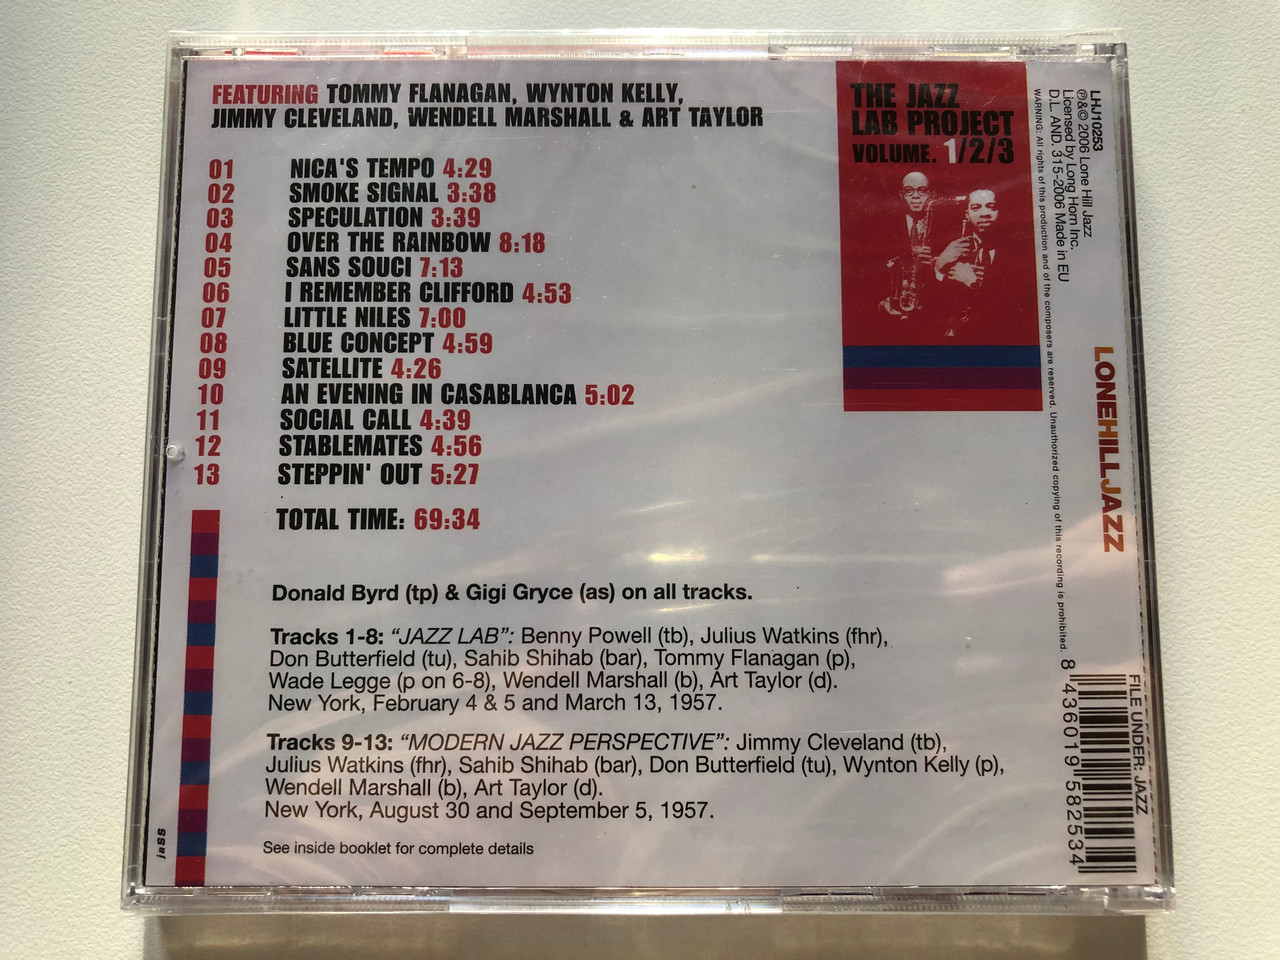 FEATURING TOMMY FLANAGAN, WYNTON KELLY,
JIMMY CLEVELAND, WENDELL MARSHALL & ART TAYLOR
01 NICA'S TEMPO 4:29
02 SMOKE SIGNAL 3:38
03 SPECULATION 3:39
04 OVER THE RAINBOW 8:18
05 SANS SOUCI 7:13
06 I REMEMBER CLIFFORD 4:53
07 LITTLE NILES 7:00
08 BLUE CONCEPT 4:59
09 SATELLITE 4:26
10 AN EVENING IN CASABLANCA 5:02
11 SOCIAL CALL 4:39
12 STABLEMATES 4:56
13 STEPPIN' OUT 5:27
TOTAL TIME: 69:34
Donald Byrd (tp) & Gigi Gryce (as) on all tracks.
Tracks 1-8: “JAZZ LAB”: Benny Powell (tb), Julius Watkins (fhr),
Don Butterfield (tu), Sahib Shihab (bar), Tommy Flanagan (p),
Wade Legge (p on 6-8), Wendell Marshall (b), Art Taylor (d).
New York, February 4 & 5 and March 13, 1957.
Tracks 9-13: “MODERN JAZZ PERSPECTIVE”: Jimmy Cleveland (tb),
Julius Watkins (fhr), Sahib Shihab (bar), Don Butterfield (tu), Wynton Kelly (p),
Wendell Marshall (b), Art Taylor (d).
New York, August 30 and September 5, 1957.
See inside booklet for complete details
jass
THE JAZZ
LAB PROJECT
VOLUME. 1/2/3
LHJ10253
℗&© 2006 Lone Hill Jazz
Licensed by Long Horn Inc.
D.L. AND. 315-2006 Made in EU
WARNING: All rights of this production and of the composers are reserved. Unauthorized copying of this recording is prohibited.
LONEHILLJAZZ
FILE UNDER: JAZZ
8 436019 582534